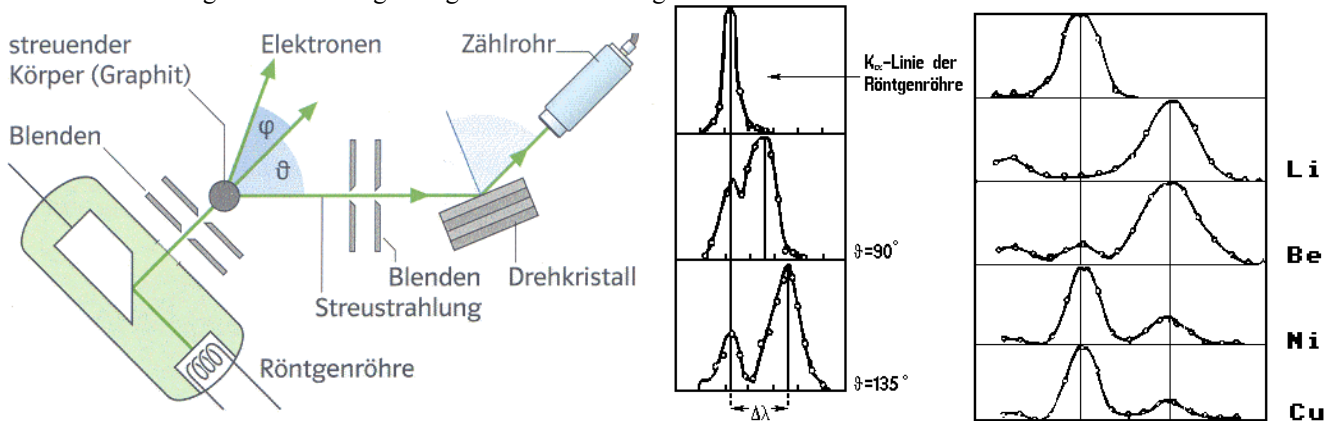 streuender
Körper (Graphit)
Elektronen
Zählrohr
Blenden
φ
ϑ
Blenden
Drehkristall
Streustrahlung
Röntgenröhre
Kα-Linie der
Röntgenröhre
ϑ=90°
ϑ=135°
Δλ
Li
Be
Ni
Cu